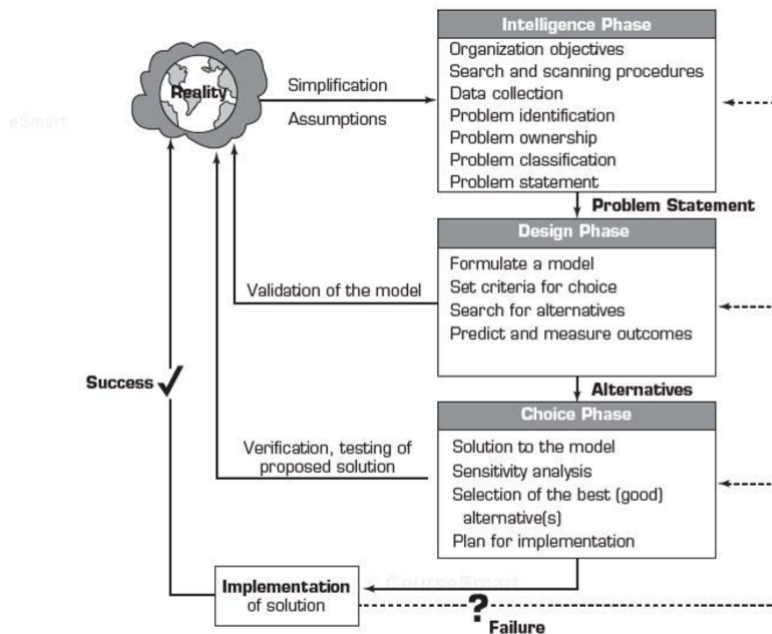 Intelligence Phase
Organization objectives
Search and scanning procedures
Data collection
Problem identification
Problem ownership
Problem classification
Problem statement
Reality
Simplification
Assumptions
eSmart
Problem Statement
Design Phase
Formulate a model
Set criteria for choice
Search for alternatives
Predict and measure outcomes
Validation of the model
Alternatives
Success
Choice Phase
Solution to the model
Sensitivity analysis
Selection of the best (good)
alternative(s)
Plan for implementation
Verification, testing of
proposed solution
CourseSmart
Implementation
of solution
?
Failure